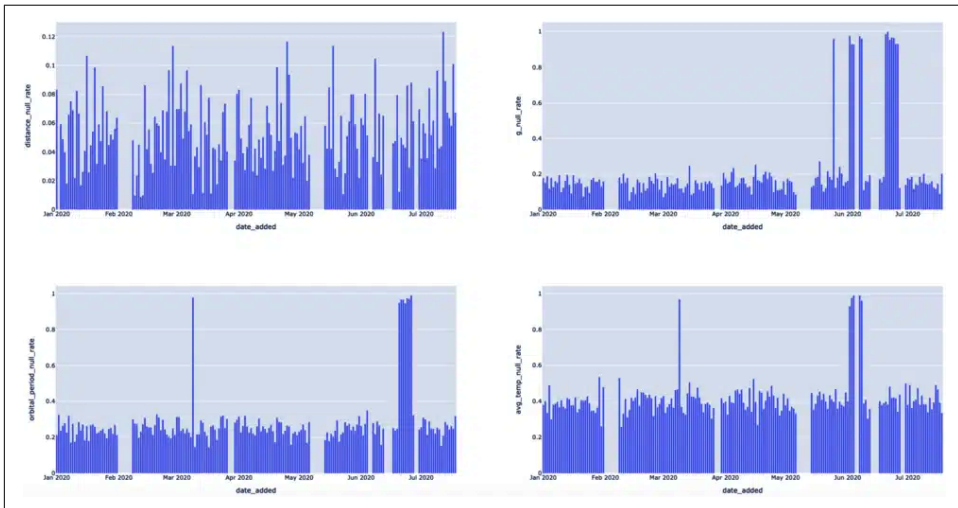 distance_null_rate
0.12
0.1
0.08
0.06
0.04
0.02
0
Jan 2020 Feb 2020 Mar 2020 Apr 2020 May 2020 Jun 2020 Jul 2020
date_added
g_null_rate
1
0.8
0.6
0.4
0.2
0
Jan 2020 Feb 2020 Mar 2020 Apr 2020 May 2020 Jun 2020 Jul 2020
date_added
orbital_period_null_rate
1
0.8
0.6
0.4
0.2
0
Jan 2020 Feb 2020 Mar 2020 Apr 2020 May 2020 Jun 2020 Jul 2020
date_added
avg_temp_null_rate
1
0.8
0.6
0.4
0.2
0
Jan 2020 Feb 2020 Mar 2020 Apr 2020 May 2020 Jun 2020 Jul 2020
date_added